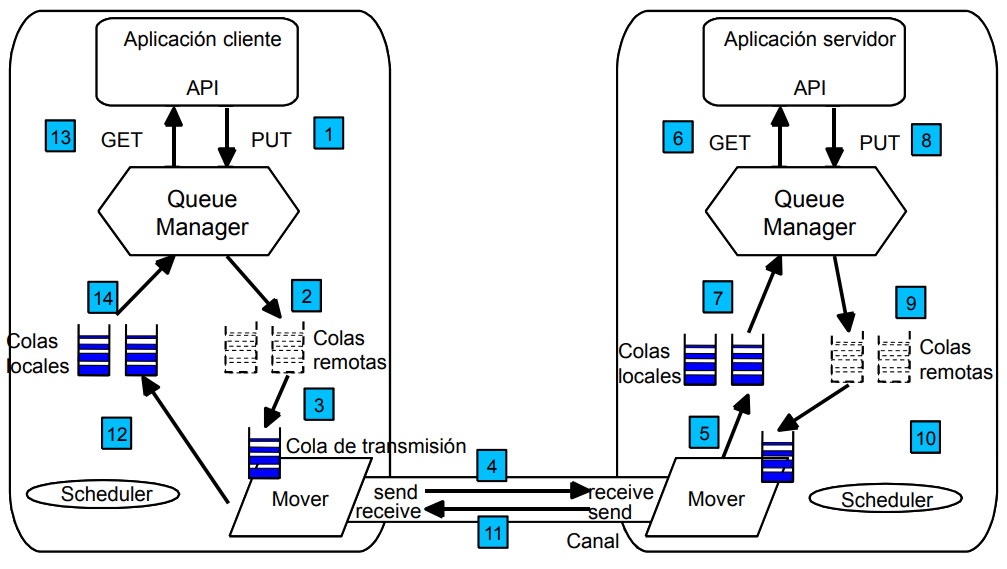 Aplicación cliente
API
13
GET
PUT
1
Queue
Manager
14
2
Colas
locales
Colas
remotas
3
12
Cola de transmisión
Scheduler
Mover
send
receive
4
11
Canal
Aplicación servidor
API
6
GET
PUT
8
Queue
Manager
7
9
Colas
locales
Colas
remotas
5
10
receive
send
Mover
Scheduler